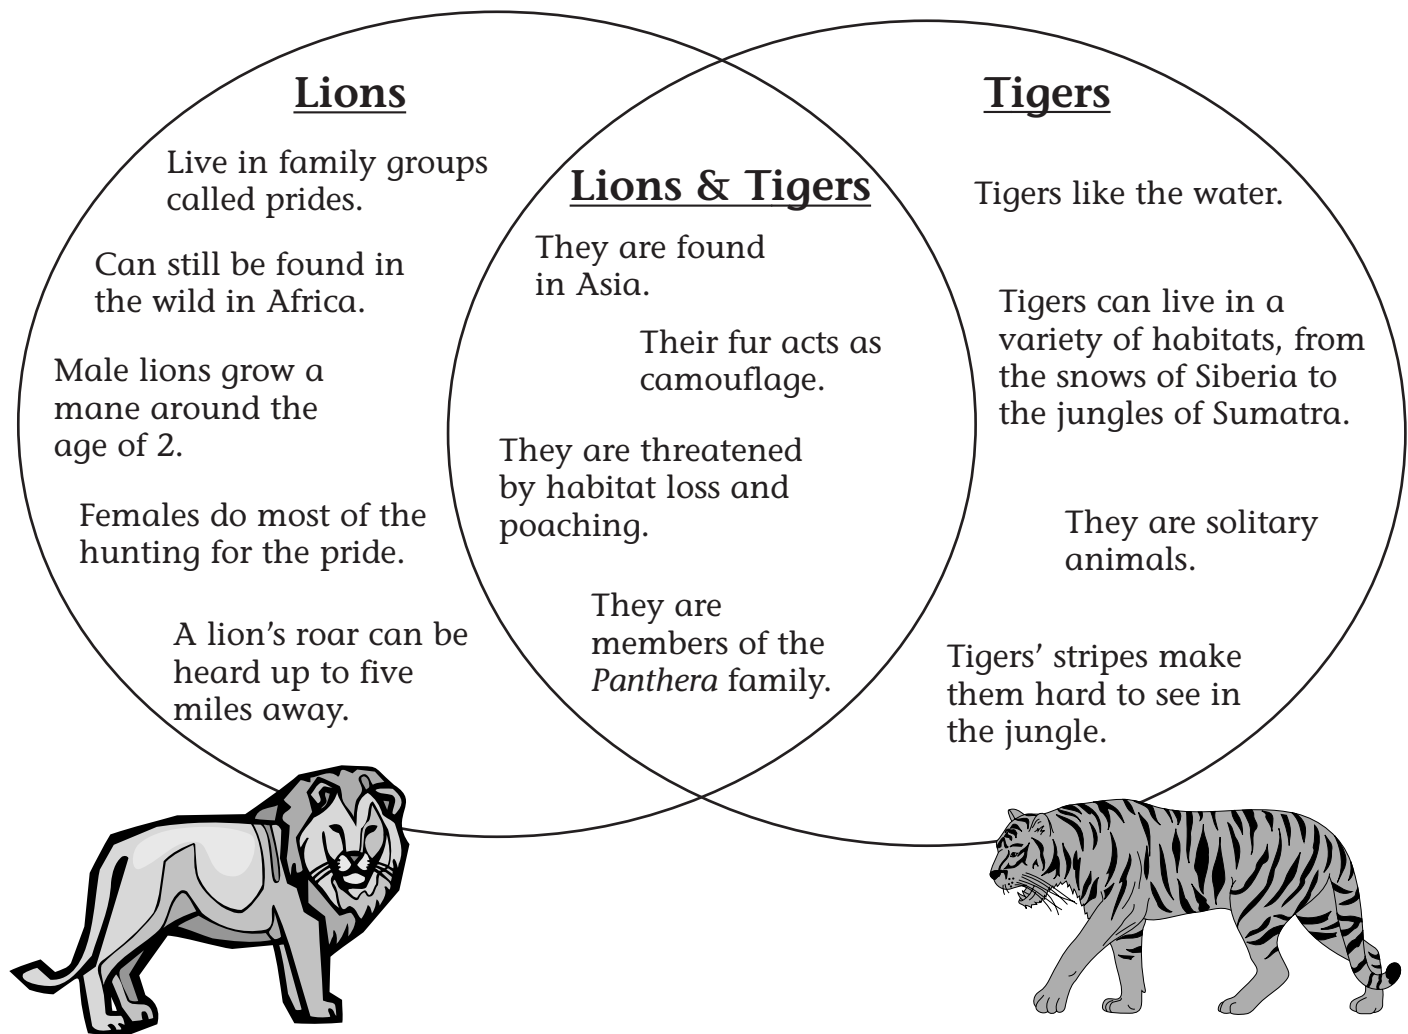 Lions
Live in family groups
called prides.
Can still be found in
the wild in Africa.
Male lions grow a
mane around the
age of 2.
Females do most of the
hunting for the pride.
A lion’s roar can be
heard up to five
miles away.
Lions & Tigers
They are found
in Asia.
Their fur acts as
camouflage.
They are threatened
by habitat loss and
poaching.
They are
members of the
Panthera family.
Tigers
Tigers like the water.
Tigers can live in a
variety of habitats, from
the snows of Siberia to
the jungles of Sumatra.
They are solitary
animals.
Tigers’ stripes make
them hard to see in
the jungle.